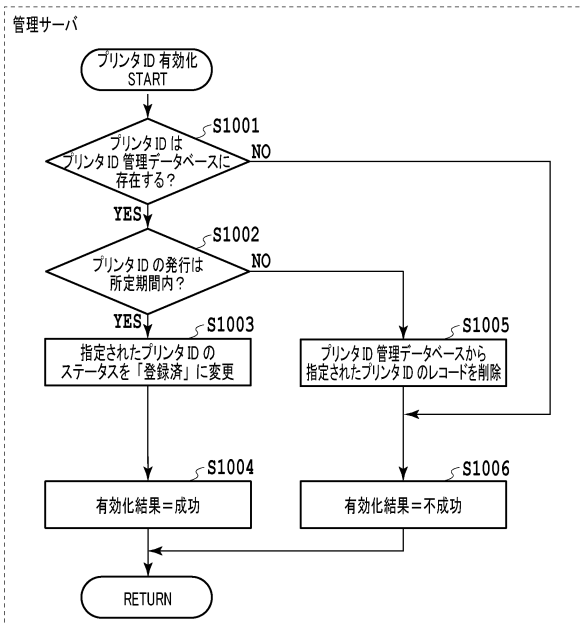 管理サーバ
プリンタID 有効化
START
S1001
プリンタIDは
プリンタID 管理データベースに
存在する？
NO
YES
S1002
プリンタIDの発行は
所定期間内？
NO
YES
S1003
指定されたプリンタIDの
ステータスを「登録済」に変更
S1005
プリンタID 管理データベースから
指定されたプリンタIDのレコードを削除
S1004
有効化結果＝成功
S1006
有効化結果＝不成功
RETURN